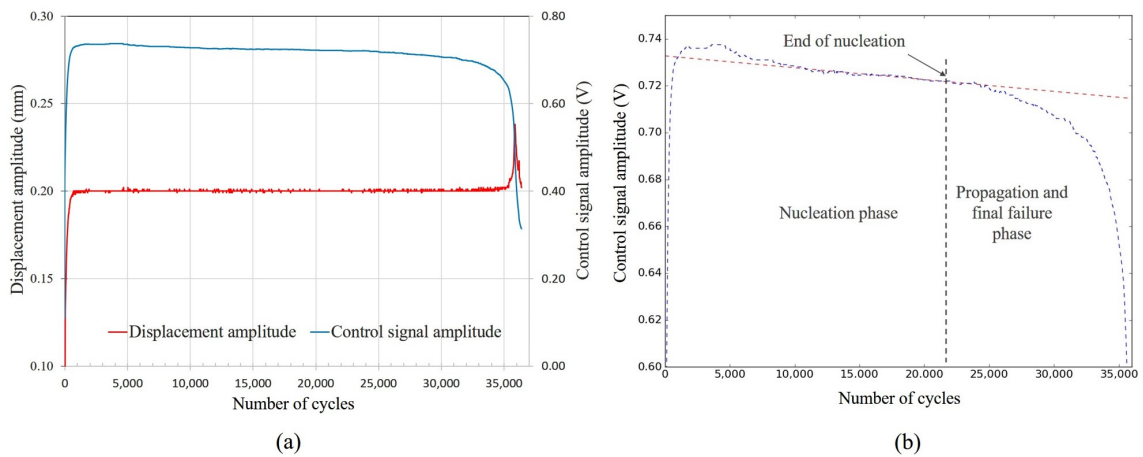 0.30
0.25
0.20
0.15
0.10
Displacement amplitude (mm)
0.80
0.60
0.40
0.20
0.00
Control signal amplitude (V)
Displacement amplitude
Control signal amplitude
0
5,000
10,000
15,000
20,000
25,000
30,000
35,000
Number of cycles
(a)
0.74
0.72
0.70
0.68
0.66
0.64
0.62
0.60
Control signal amplitude (V)
End of nucleation
Nucleation phase
Propagation and
final failure
phase
0.000
5,000
10,000
15,000
20,000
25,000
30,000
35,000
Number of cycles
(b)